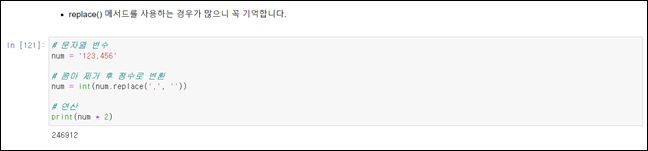 • replace() 메서드를 사용하는 경우가 많으니 꼭 기억합니다.
In [121]: # 문자열 변수
num = '123,456'
# 콤마 제거 후 정수로 변환
num = int(num.replace(',', ''))
# 연산
print(num * 2)
246912